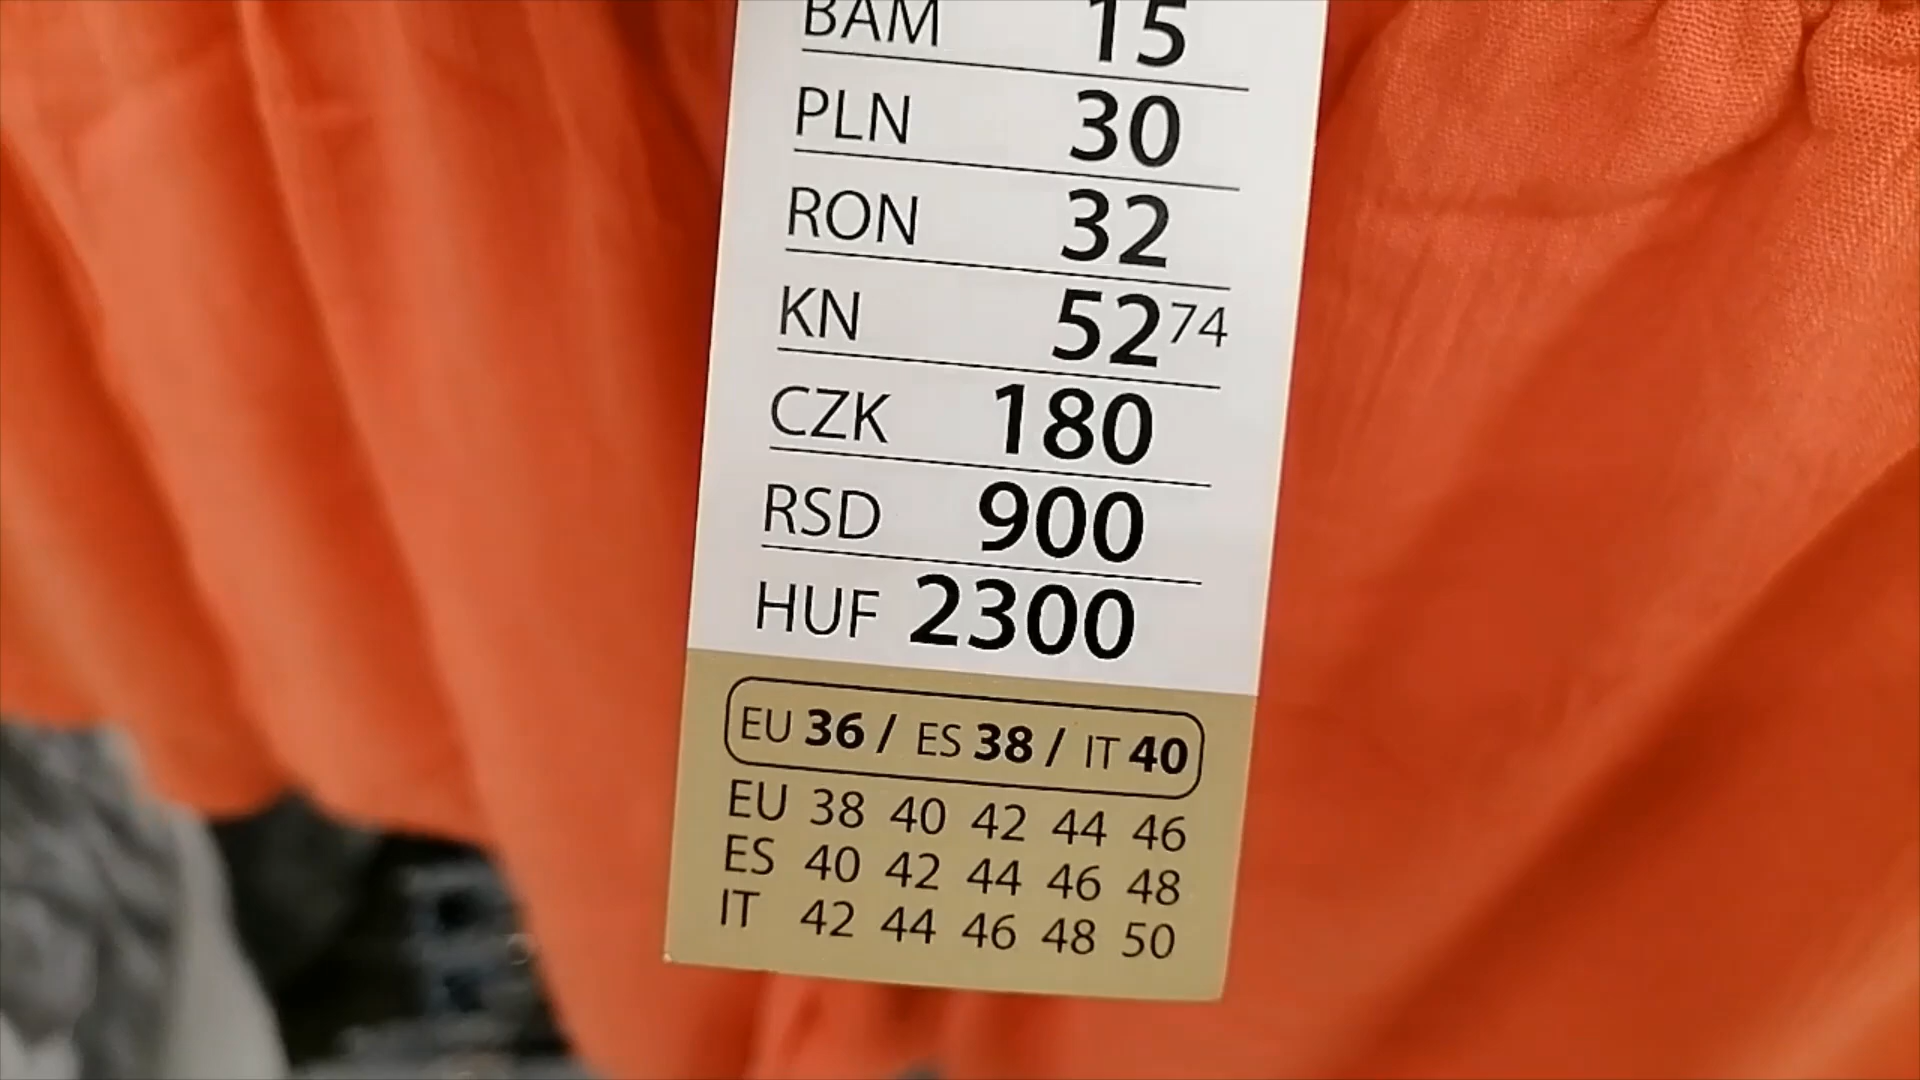 BAM 15
PLN 30
RON 32
KN 52 74
CZK 180
RSD 900
HUF 2300
EU 36 / ES 38 / IT 40
EU 38 40 42 44 46
ES 40 42 44 46 48
IT 42 44 46 48 50